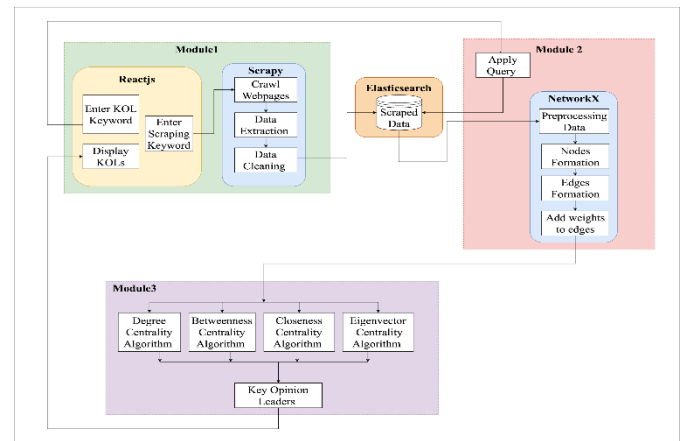 Module1
Reactjs
Enter KOL
Keyword
Enter
Scraping
Keyword
Display
KOLs
Scrapy
Crawl
Webpages
Data
Extraction
Data
Cleaning
Elasticsearch
Scraped
Data
Module 2
Apply
Query
NetworkX
Preprocessing
Data
Nodes
Formation
Edges
Formation
Add weights
to edges
Module3
Degree
Centrality
Algorithm
Betweenness
Centrality
Algorithm
Closeness
Centrality
Algorithm
Eigenvector
Centrality
Algorithm
Key Opinion
Leaders